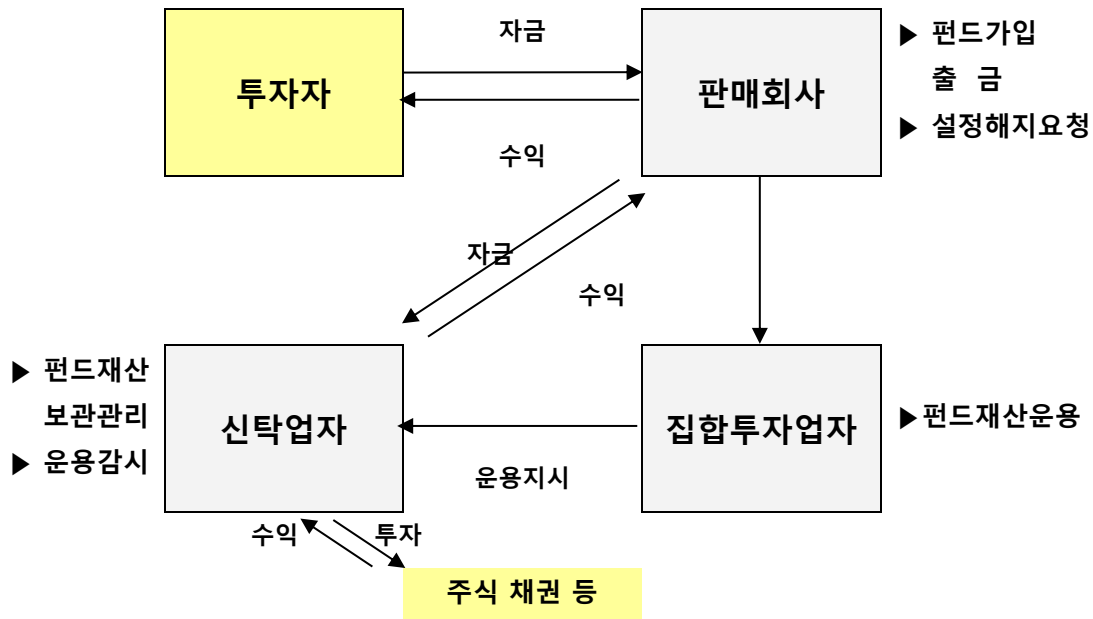 자금
투자자
판매회사
▶ 펀드가입
출 금
▶ 설정해지요청
수익
자금
수익
▶ 펀드재산
보관관리
▶ 운용감시
신탁업자
집합투자업자
▶펀드재산운용
운용지시
수익
투자
주식 채권 등